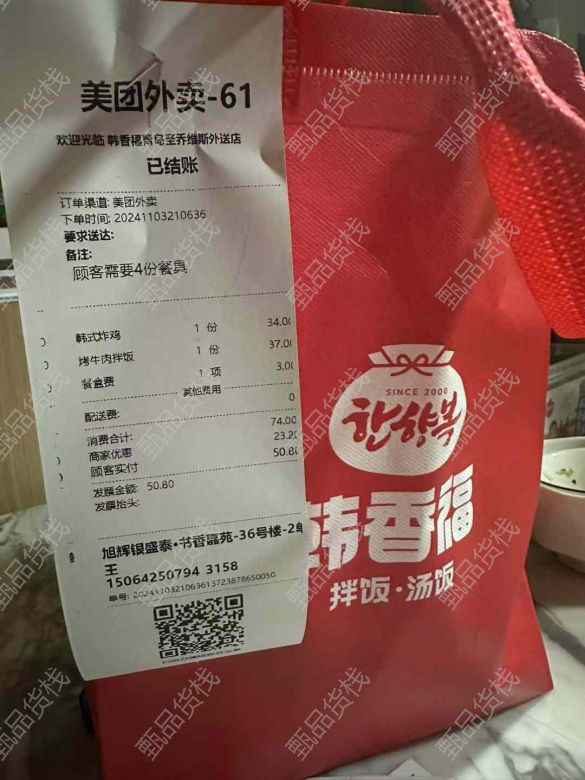 美团外卖-61
欢迎光临 韩香福青岛圣乔维斯外送店
已结账
订单渠道: 美团外卖
下单时间: 20241103210636
要求送达:
备注:
顾客需要4份餐具
韩式炸鸡 1 份 34.00
烤牛肉拌饭 1 份 37.00
餐盒费 1 项 3.00
其他费用
配送费: 0
消费合计: 74.00
商家优惠 23.20
顾客实付 50.80
发票金额: 50.80
发票抬头:
旭辉银盛泰•书香嘉苑-36号楼-2单
王
15064250794 3158
单号: 2024110321063613723878650050
SINCE 2000
한향복
韩香福
拌饭·汤饭
甄品货栈